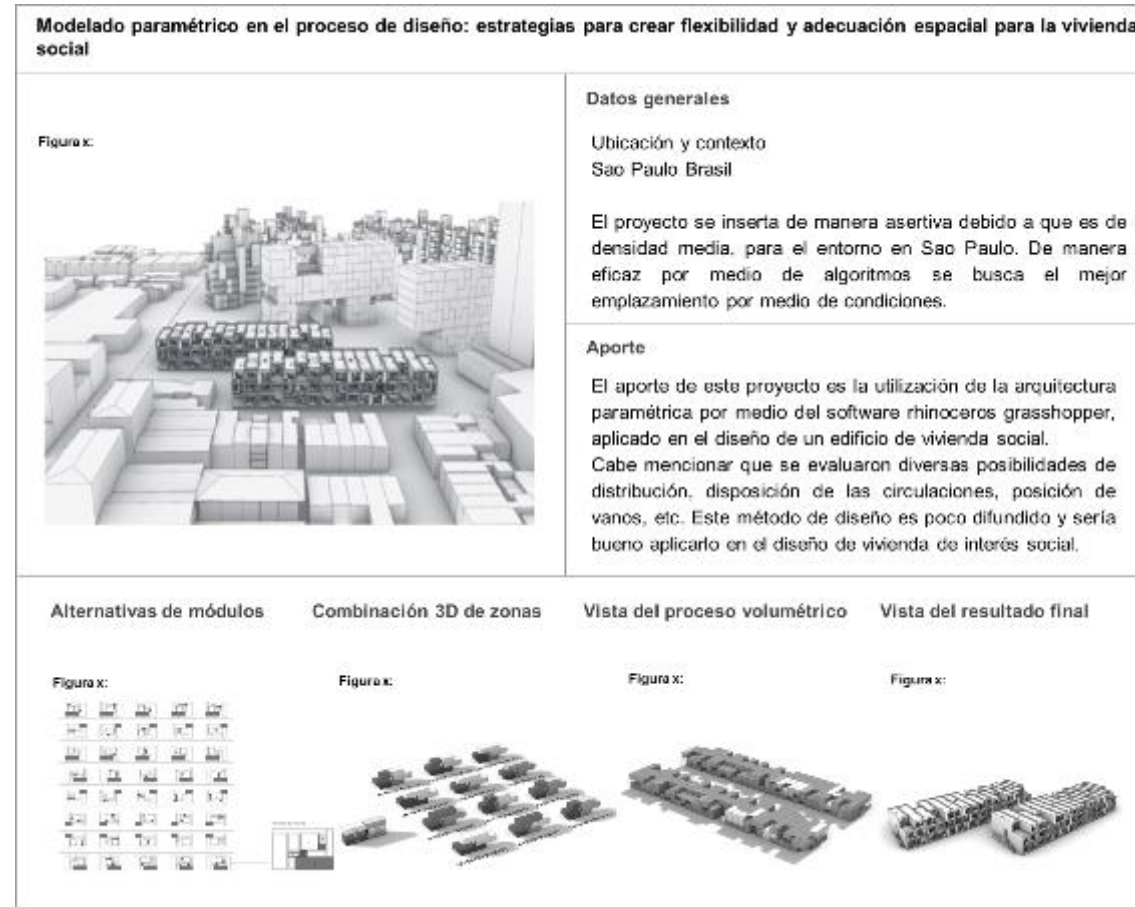 Modelado paramétrico en el proceso de diseño: estrategias para crear flexibilidad y adecuación espacial para la vivienda
social
Figura x:
Datos generales
Ubicación y contexto
Sao Paulo Brasil
El proyecto se inserta de manera asertiva debido a que es de
densidad media, para el entorno en Sao Paulo. De manera
eficaz por medio de algoritmos se busca el mejor
emplazamiento por medio de condiciones.
Aporte
El aporte de este proyecto es la utilización de la arquitectura
paramétrica por medio del software rhinoceros grasshopper,
aplicado en el diseño de un edificio de vivienda social.
Cabe mencionar que se evaluaron diversas posibilidades de
distribución, disposición de las circulaciones, posición de
vanos, etc. Este método de diseño es poco difundido y sería
bueno aplicarlo en el diseño de vivienda de interés social.
Alternativas de módulos
Combinación 3D de zonas
Vista del proceso volumétrico
Vista del resultado final
Figura x:
Figura x:
Figura x:
Figura x: